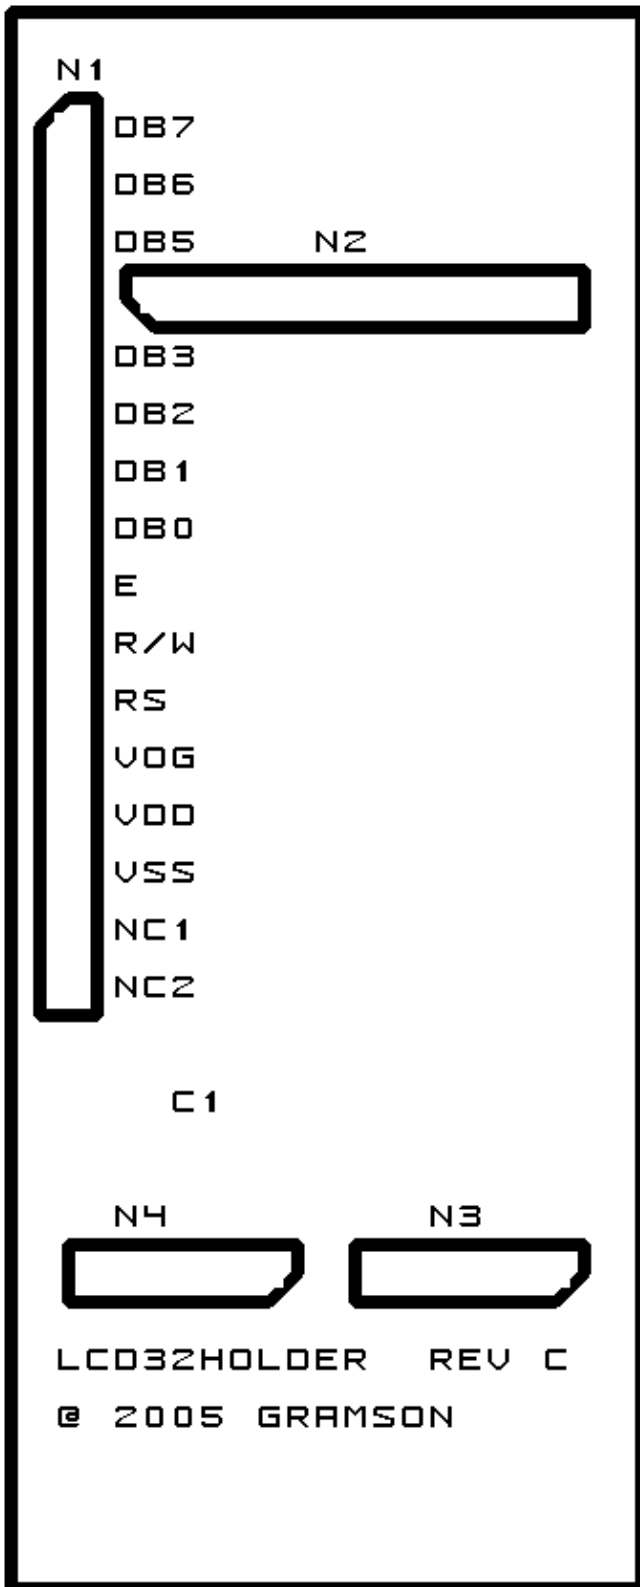 N1
DB7
DB6
DB5 N2
DB3
DB2
DB1
DB0
E
R/W
RS
VOG
VDD
VSS
NC1
NC2
C1
N4 N3
LCD32HOLDER REV C
@ 2005 GRAMSON